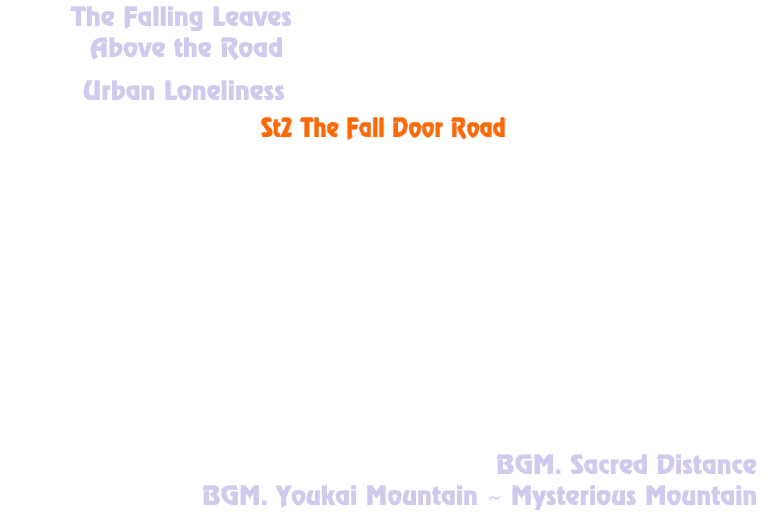 The Falling Leaves
Above the Road
Urban Loneliness
St2 The Fall Door Road
BGM. Sacred Distance
BGM. Youkai Mountain ~ Mysterious Mountain